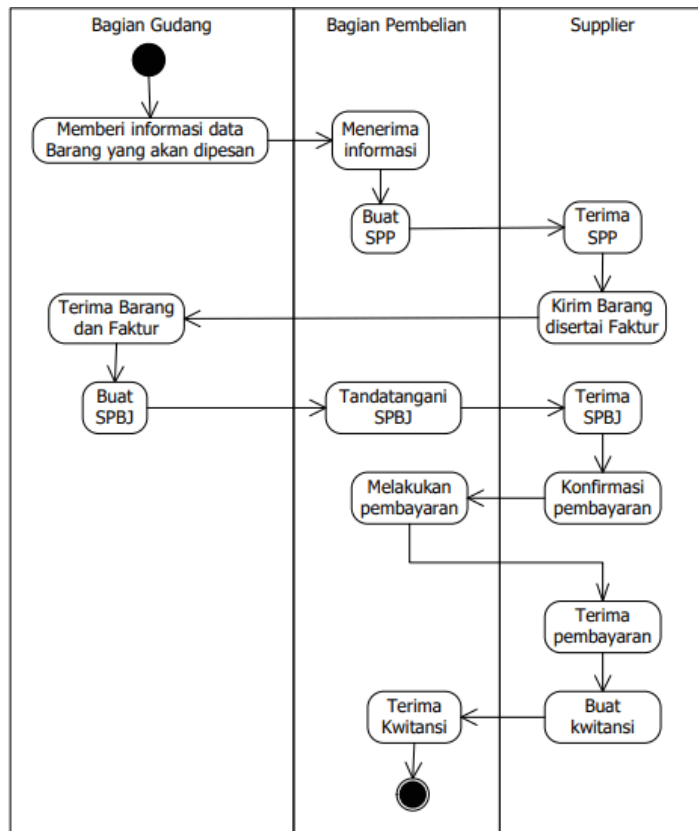 Bagian Gudang
Bagian Pembelian
Supplier
Memberi informasi data
Barang yang akan dipesan
Menerima
informasi
Buat
SPP
Terima
SPP
Kirim Barang
disertai Faktur
Terima Barang
dan Faktur
Buat
SPBJ
Tandatangani
SPBJ
Terima
SPBJ
Konfirmasi
pembayaran
Melakukan
pembayaran
Terima
pembayaran
Buat
kwitansi
Terima
Kwitansi